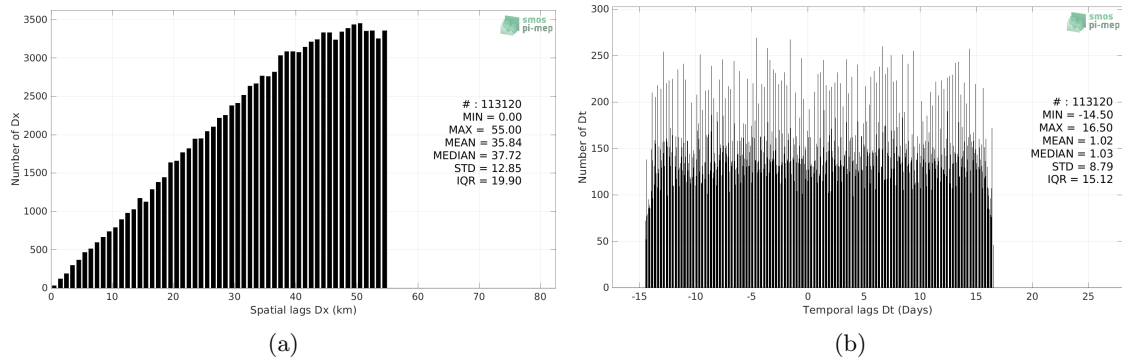 3500
3000
2500
2000
1500
1000
500
0
Number of Dx
0 10 20 30 40 50 60 70 80
Spatial lags Dx (km)
smos
pi-mep
# : 113120
MIN = 0.00
MAX = 55.00
MEAN = 35.84
MEDIAN = 37.72
STD = 12.85
IQR = 19.90
(a)
300
250
200
150
100
50
0
Number of Dt
-15 -10 -5 0 5 10 15 20 25
Temporal lags Dt (Days)
smos
pi-mep
# : 113120
MIN = -14.50
MAX = 16.50
MEAN = 1.02
MEDIAN = 1.03
STD = 8.79
IQR = 15.12
(b)